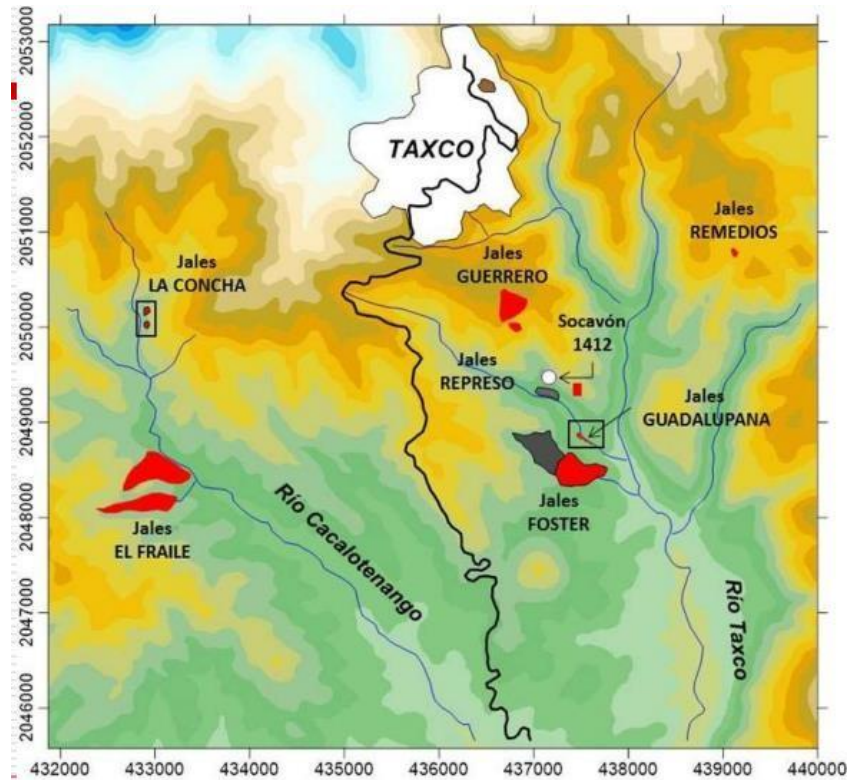 2053000
2052000
2051000
2050000
2049000
2048000
2047000
2046000
TAXCO
Jales
REMEDIOS
Jales
LA CONCHA
Jales
GUERRERO
Socavón
1412
Jales
REPRESO
Jales
GUADALUPANA
Jales
EL FRAILE
Jales
FOSTER
Río Cacalotenango
Río Taxco
432000 433000 434000 435000 436000 437000 438000 439000 440000